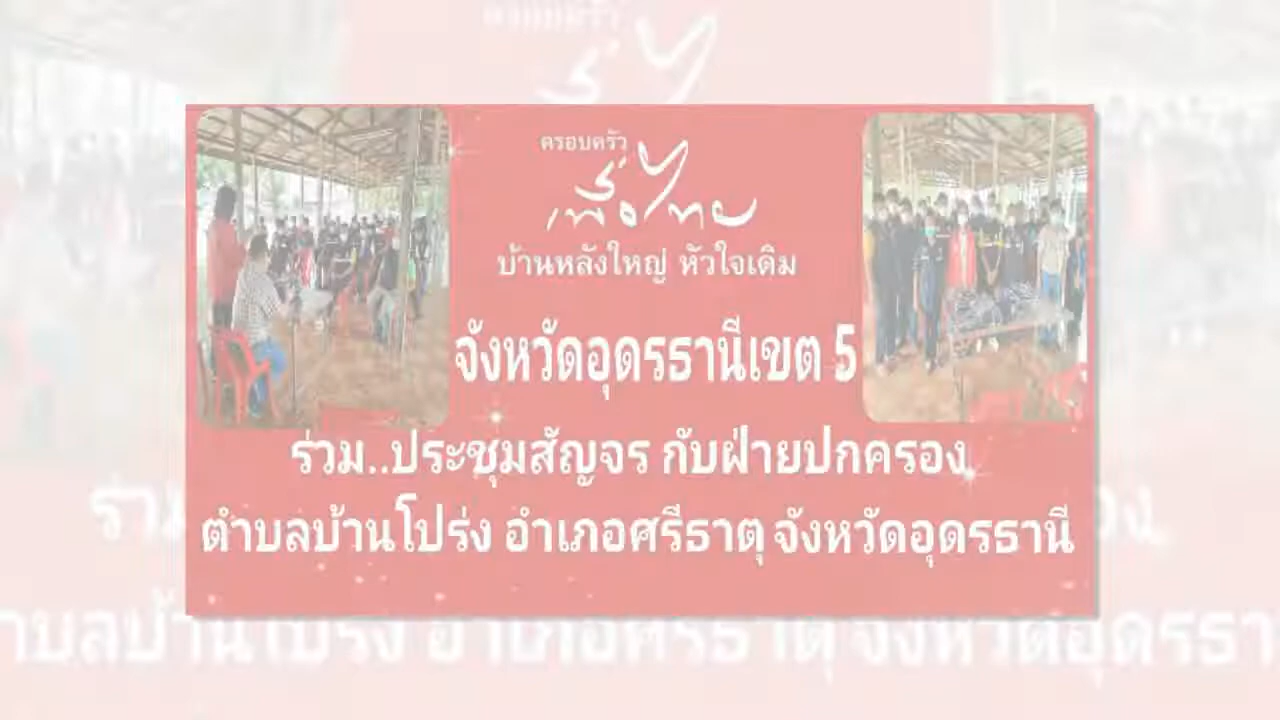 ครอบครัว
เพื่อไทย
บ้านหลังใหญ่ หัวใจเดิม
จังหวัดอุดรธานีเขต 5
ร่วม..ประชุมสัญจร กับฝ่ายปกครอง
ตำบลบ้านโปร่ง อำเภอศรีธาตุ จังหวัดอุดรธานี